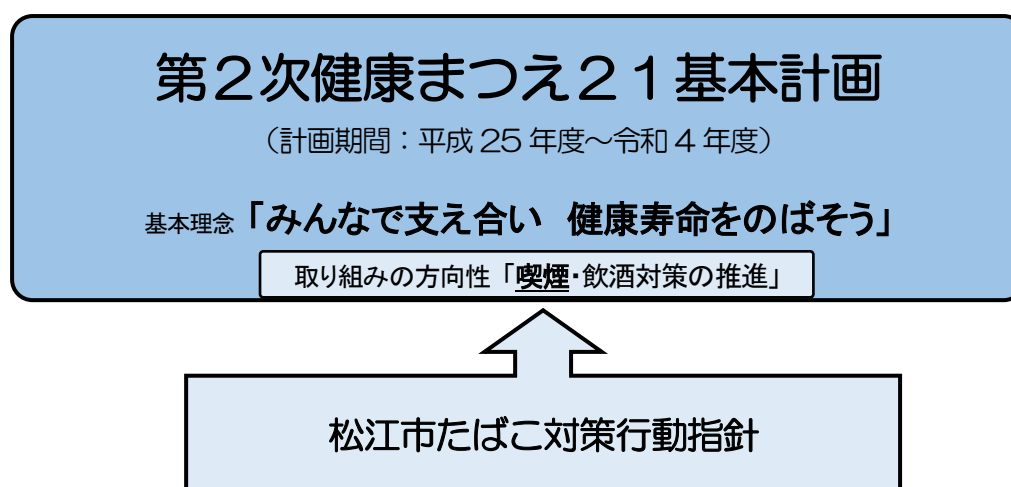 第２次健康まつえ２１基本計画
（計画期間：平成 25 年度～令和 4 年度）
基本理念「みんなで支え合い　健康寿命をのばそう」
取り組みの方向性「喫煙・飲酒対策の推進」
松江市たばこ対策行動指針